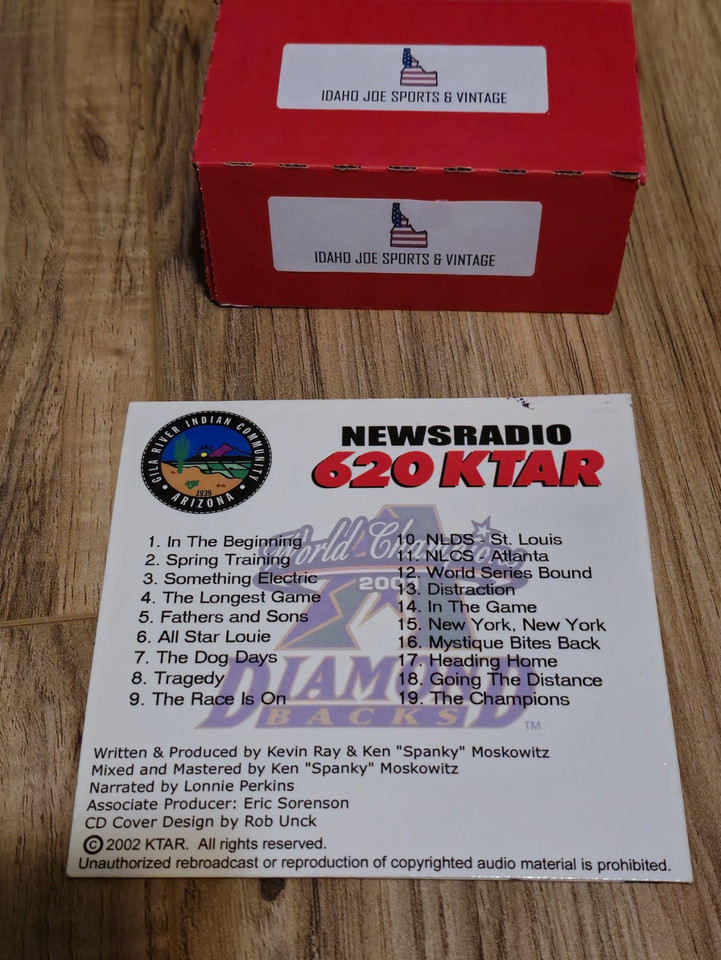 IDAHO JOE SPORTS & VINTAGE
IDAHO JOE SPORTS & VINTAGE
GILA RIVER INDIAN COMMUNITY
1939
ARIZONA
NEWSRADIO
620 KTAR
World Champions
2001
DIAMOND
BACKS
TM
1. In The Beginning
2. Spring Training
3. Something Electric
4. The Longest Game
5. Fathers and Sons
6. All Star Louie
7. The Dog Days
8. Tragedy
9. The Race Is On
10. NLDS - St. Louis
11. NLCS - Atlanta
12. World Series Bound
13. Distraction
14. In The Game
15. New York, New York
16. Mystique Bites Back
17. Heading Home
18. Going The Distance
19. The Champions
Written & Produced by Kevin Ray & Ken "Spanky" Moskowitz
Mixed and Mastered by Ken "Spanky" Moskowitz
Narrated by Lonnie Perkins
Associate Producer: Eric Sorenson
CD Cover Design by Rob Unck
© 2002 KTAR. All rights reserved.
Unauthorized rebroadcast or reproduction of copyrighted audio material is prohibited.